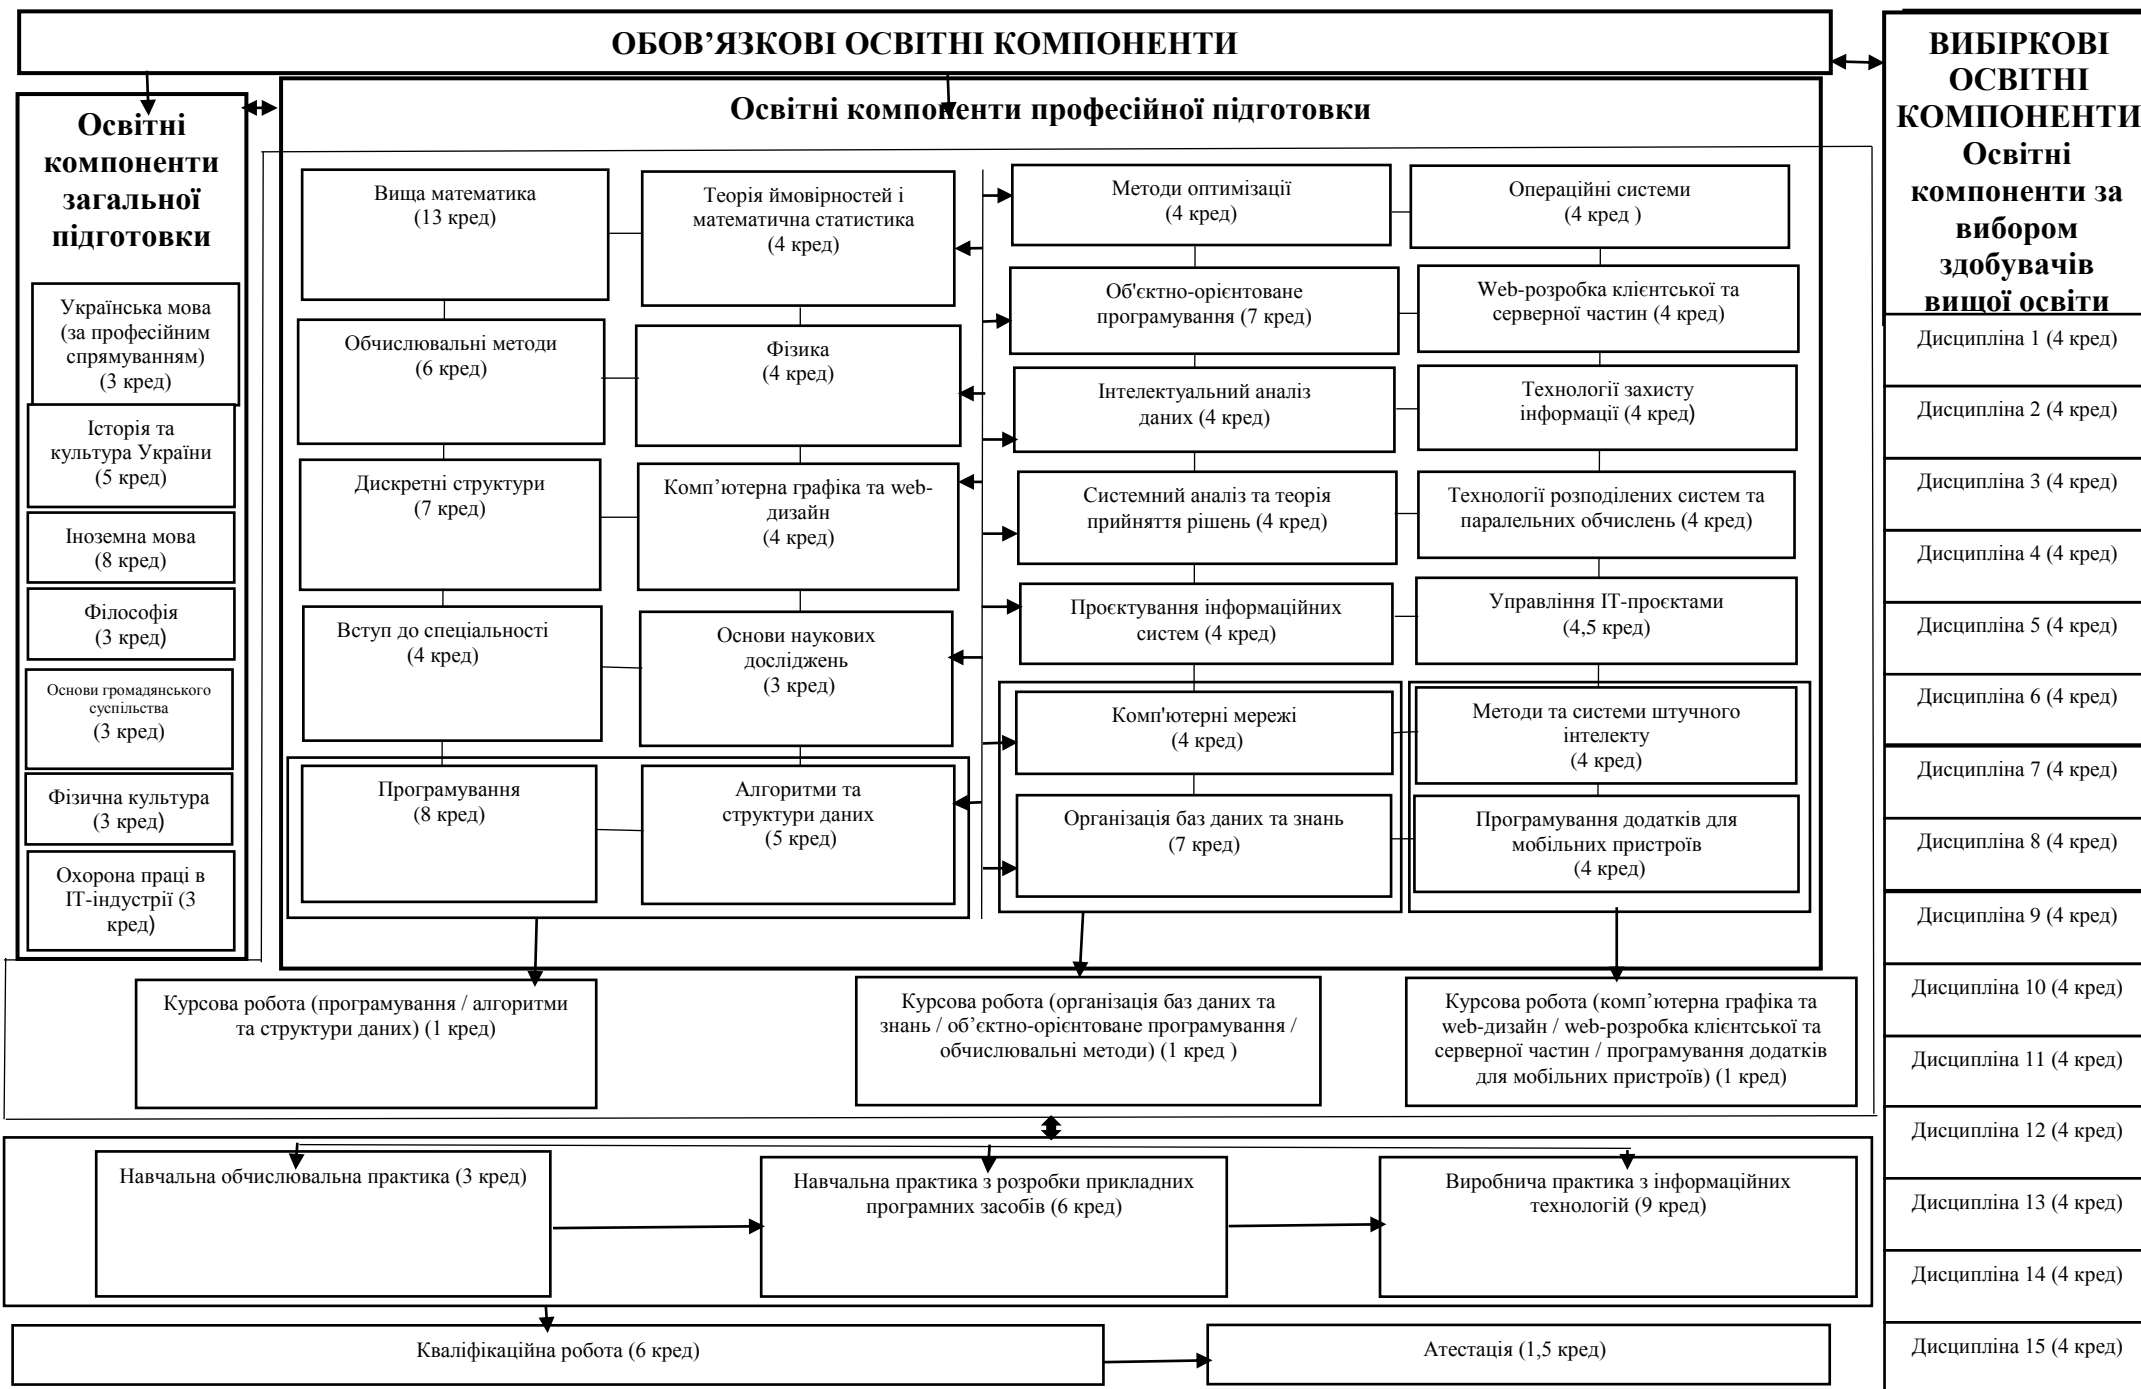 ОБОВ’ЯЗКОВІ ОСВІТНІ КОМПОНЕНТИ
Освітні
компоненти
загальної
підготовки
Українська мова
(за професійним
спрямуванням)
(3 кред)
Історія та
культура України
(5 кред)
Іноземна мова
(8 кред)
Філософія
(3 кред)
Основи громадянського
суспільства
(3 кред)
Фізична культура
(3 кред)
Охорона праці в
ІТ-індустрії (3
кред)
Освітні компоненти професійної підготовки
Вища математика
(13 кред)
Теорія ймовірностей і
математична статистика
(4 кред)
Обчислювальні методи
(6 кред)
Фізика
(4 кред)
Дискретні структури
(7 кред)
Комп’ютерна графіка та web-
дизайн
(4 кред)
Вступ до спеціальності
(4 кред)
Основи наукових
досліджень
(3 кред)
Програмування
(8 кред)
Алгоритми та
структури даних
(5 кред)
Методи оптимізації
(4 кред)
Операційні системи
(4 кред )
Об'єктно-орієнтоване
програмування (7 кред)
Web-розробка клієнтської та
серверної частин (4 кред)
Інтелектуальний аналіз
даних (4 кред)
Технології захисту
інформації (4 кред)
Системний аналіз та теорія
прийняття рішень (4 кред)
Технології розподілених систем та
паралельних обчислень (4 кред)
Проєктування інформаційних
систем (4 кред)
Управління ІТ-проєктами
(4,5 кред)
Комп'ютерні мережі
(4 кред)
Методи та системи штучного
інтелекту
(4 кред)
Організація баз даних та знань
(7 кред)
Програмування додатків для
мобільних пристроїв
(4 кред)
Курсова робота (програмування / алгоритми
та структури даних) (1 кред)
Курсова робота (організація баз даних та
знань / об’єктно-орієнтоване програмування /
обчислювальні методи) (1 кред )
Курсова робота (комп’ютерна графіка та
web-дизайн / web-розробка клієнтської та
серверної частин / програмування додатків
для мобільних пристроїв) (1 кред)
Навчальна обчислювальна практика (3 кред)
Навчальна практика з розробки прикладних
програмних засобів (6 кред)
Виробнича практика з інформаційних
технологій (9 кред)
Кваліфікаційна робота (6 кред)
Атестація (1,5 кред)
ВИБІРКОВІ
ОСВІТНІ
КОМПОНЕНТИ
Освітні
компоненти за
вибором
здобувачів
вищої освіти
Дисципліна 1 (4 кред)
Дисципліна 2 (4 кред)
Дисципліна 3 (4 кред)
Дисципліна 4 (4 кред)
Дисципліна 5 (4 кред)
Дисципліна 6 (4 кред)
Дисципліна 7 (4 кред)
Дисципліна 8 (4 кред)
Дисципліна 9 (4 кред)
Дисципліна 10 (4 кред)
Дисципліна 11 (4 кред)
Дисципліна 12 (4 кред)
Дисципліна 13 (4 кред)
Дисципліна 14 (4 кред)
Дисципліна 15 (4 кред)